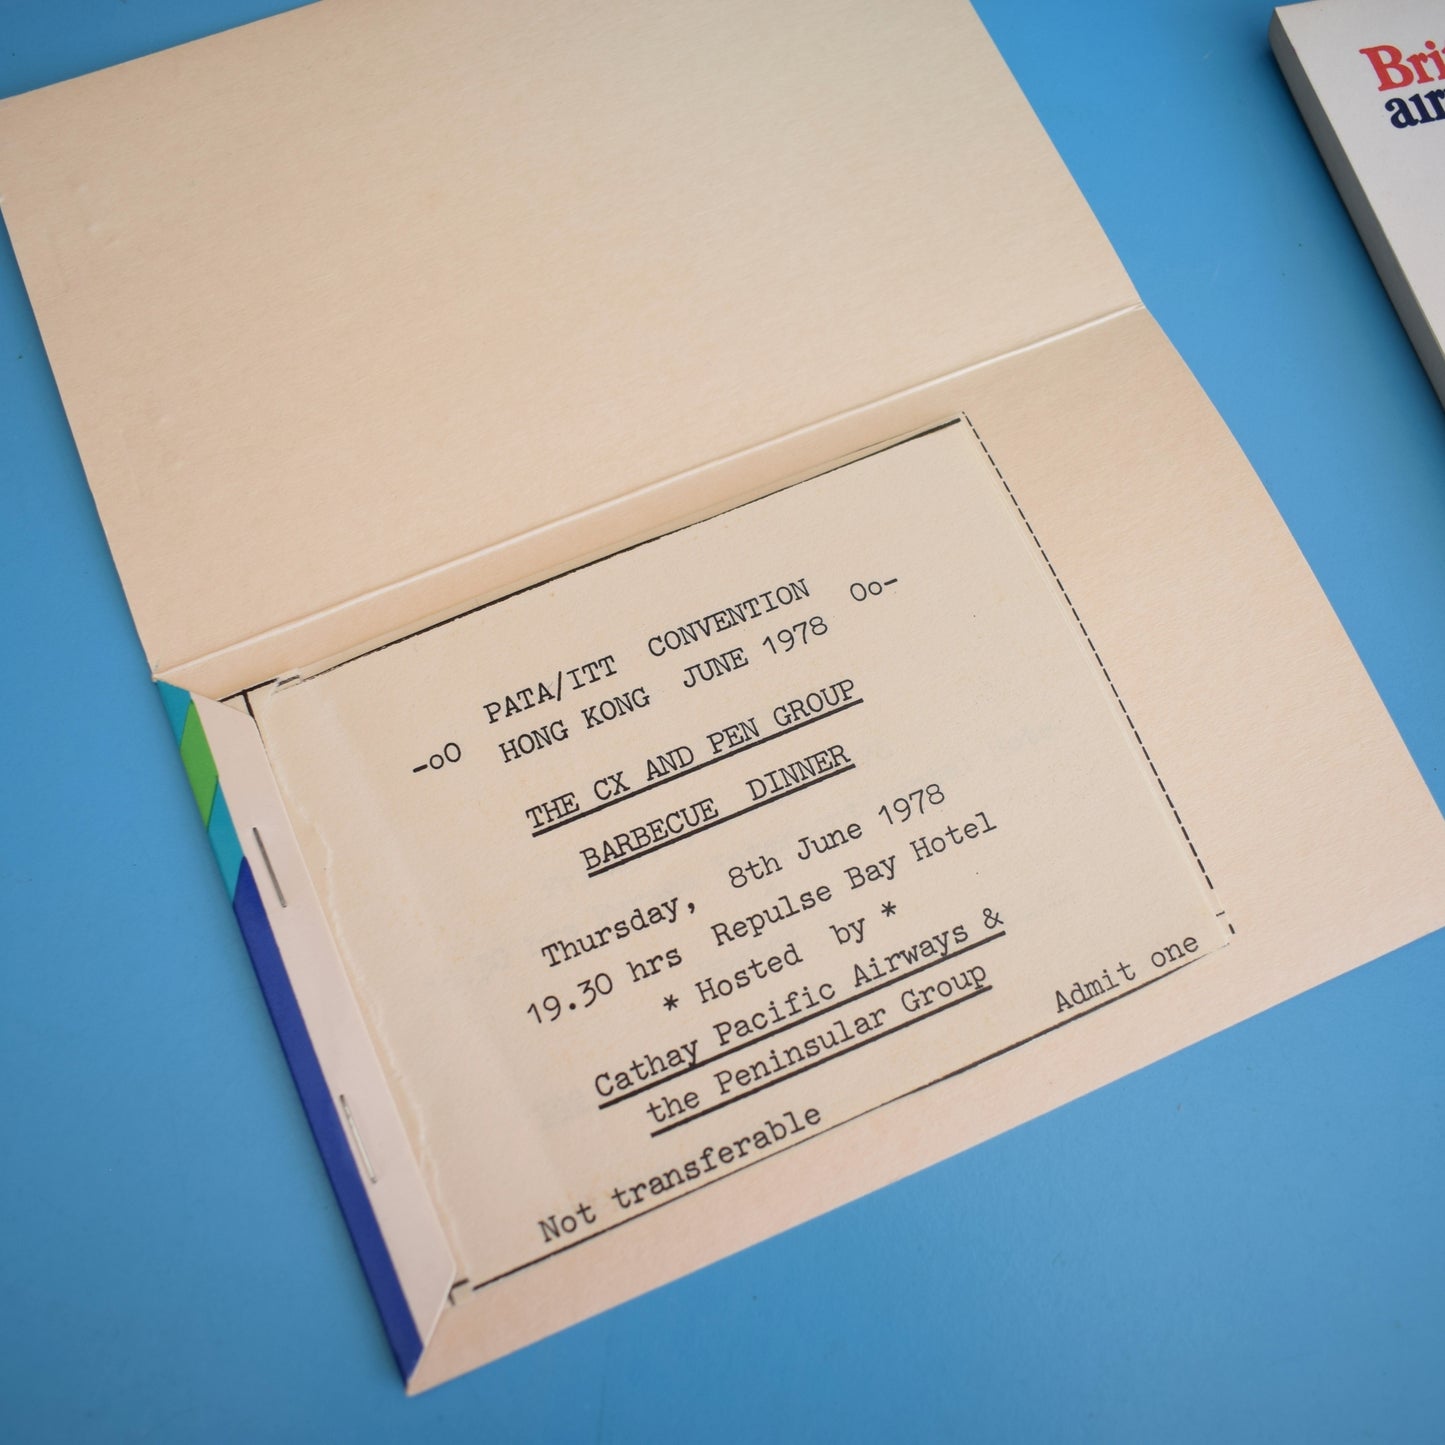 PATA/ITT CONVENTION
-oO HONG KONG JUNE 1978 Oo-
THE CX AND PEN GROUP
BARBECUE DINNER
Thursday, 8th June 1978
19.30 hrs Repulse Bay Hotel
* Hosted by *
Cathay Pacific Airways &
the Peninsular Group
Not transferable Admit one